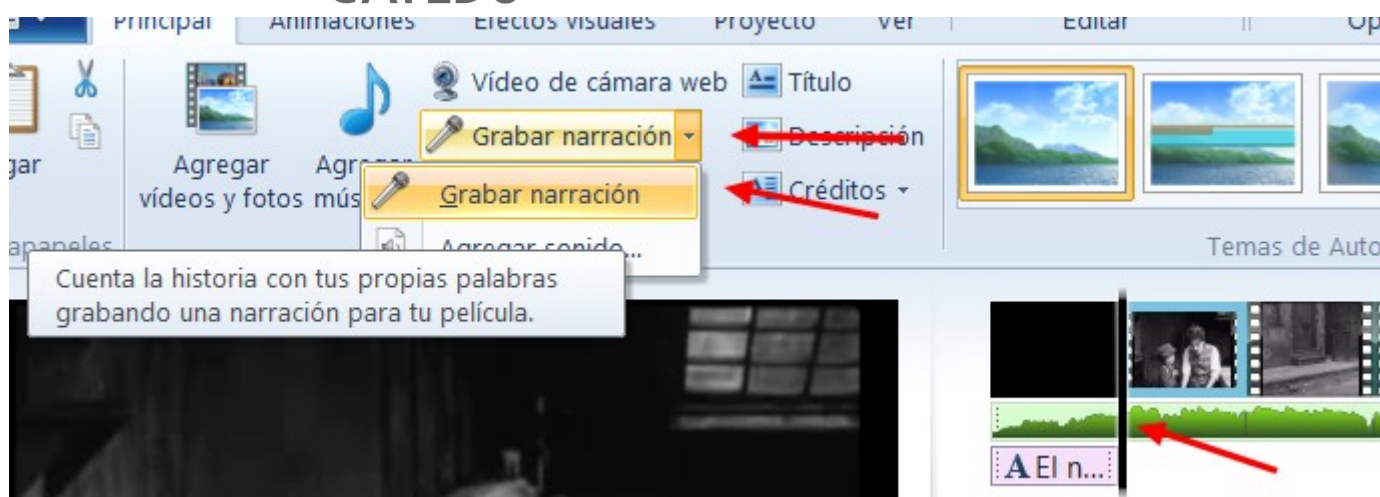 Principal Animaciones Efectos visuales Proyecto Ver Editar
Vídeo de cámara web Título
Grabar narración Descripción
Agregar vídeos y fotos
Grabar narración Créditos
Agregar sonido...
Temas de Auto
Cuenta la historia con tus propias palabras
grabando una narración para tu película.
A El n...